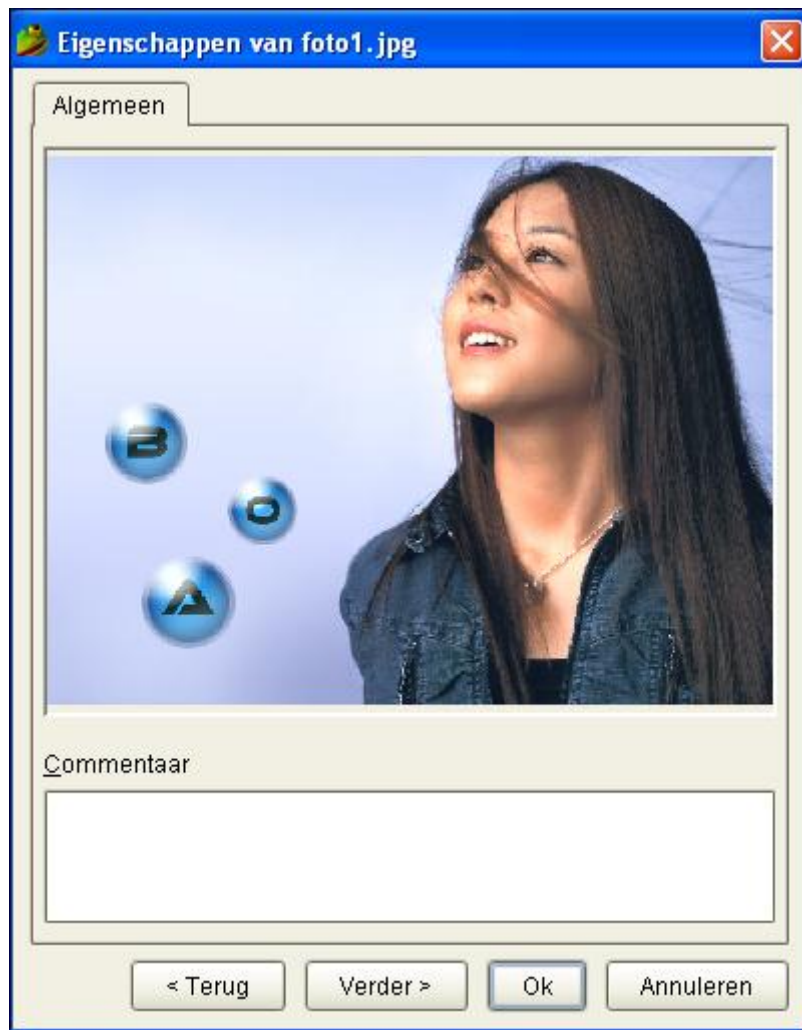 Eigenschappen van foto1.jpg
Algemeen
B
O
A
Commentaar
< Terug
Verder >
Ok
Annuleren